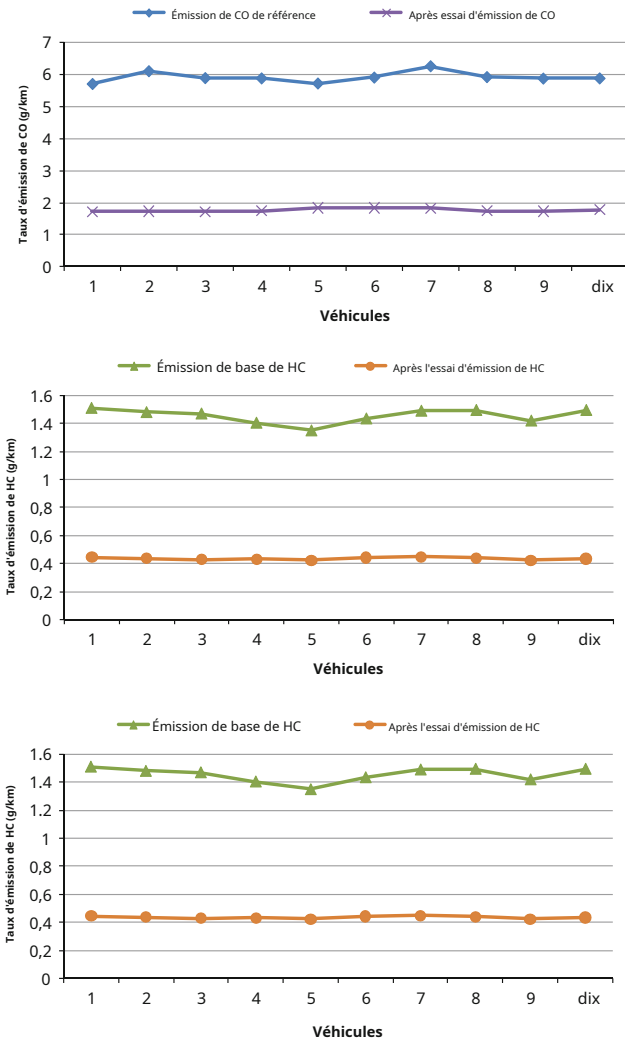 Émission de CO de référence Après essai d'émission de CO
Taux d'émission de CO (g/km)
7
6
5
4
3
2
1
0
1 2 3 4 5 6 7 8 9 dix
Véhicules
Émission de base de HC Après l'essai d'émission de HC
Taux d'émission de HC (g/km)
1.6
1.4
1.2
1
0,8
0,6
0,4
0,2
0
1 2 3 4 5 6 7 8 9 dix
Véhicules
Émission de base de HC Après l'essai d'émission de HC
Taux d'émission de HC (g/km)
1.6
1.4
1.2
1
0,8
0,6
0,4
0,2
0
1 2 3 4 5 6 7 8 9 dix
Véhicules